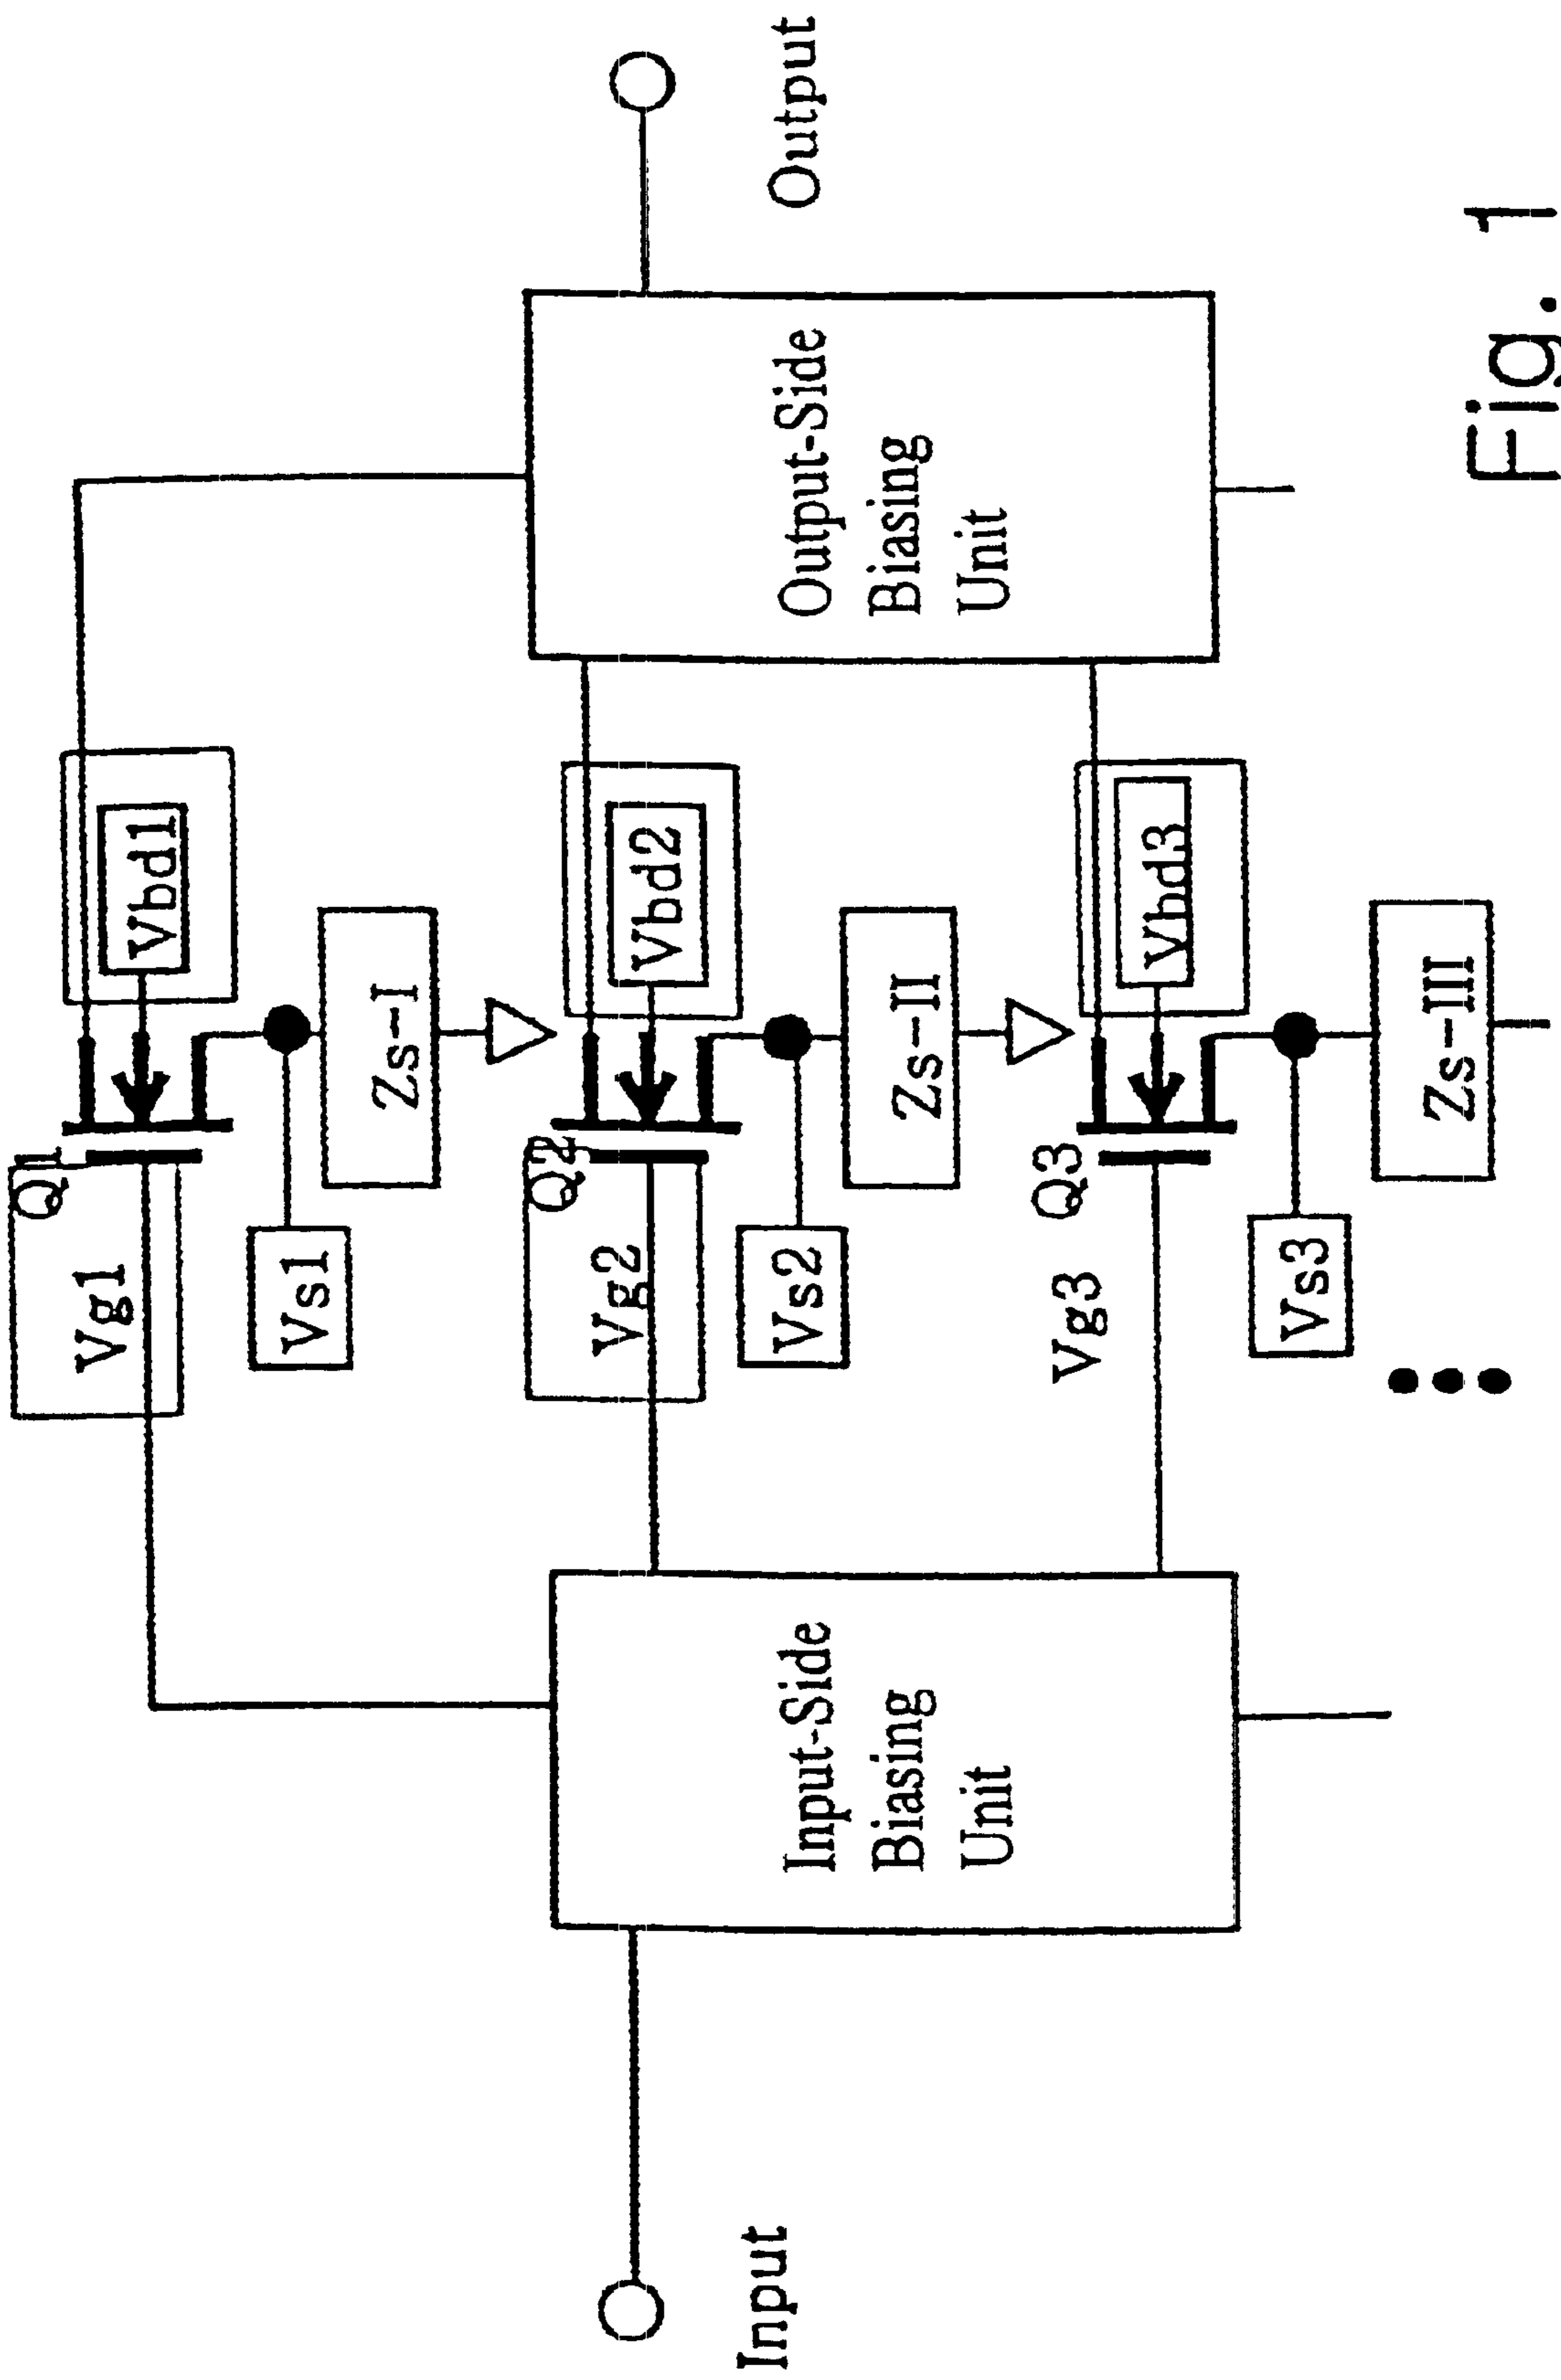 Q1
Vg1
Vbd1
Vs1
Zs-I
Q2
Vg2
Vbd2
Vs2
Zs-II
Q3
Vg3
Vbd3
Vs3
Zs-III
Input
Input-Side
Biasing
Unit
Output-Side
Biasing
Unit
Output
Fig. 1